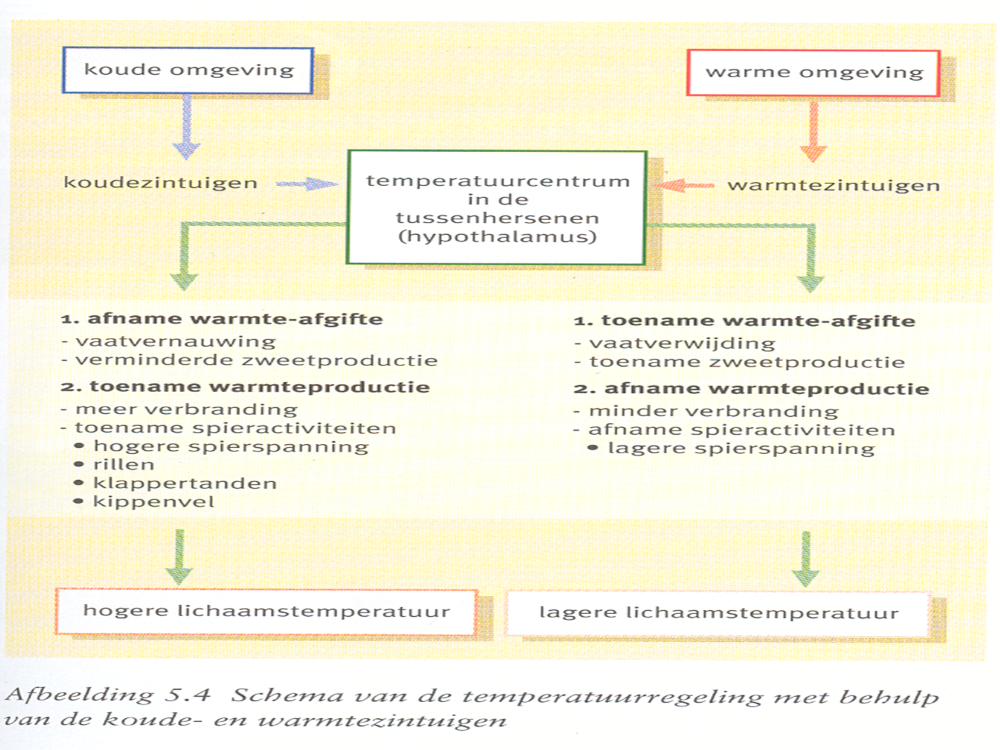 koude omgeving
warme omgeving
koudezintuigen
temperatuurcentrum
in de
tussenhersenen
(hypothalamus)
warmtezintuigen
1. afname warmte-afgifte
- vaatvernauwing
- verminderde zweetproductie
2. toename warmteproductie
- meer verbranding
- toename spieractiviteiten
• hogere spierspanning
• rillen
• klappertanden
• kippenvel
1. toename warmte-afgifte
- vaatverwijding
- toename zweetproductie
2. afname warmteproductie
- minder verbranding
- afname spieractiviteiten
• lagere spierspanning
hogere lichaamstemperatuur
lagere lichaamstemperatuur
Afbeelding 5.4 Schema van de temperatuurregeling met behulp
van de koude- en warmtezintuigen